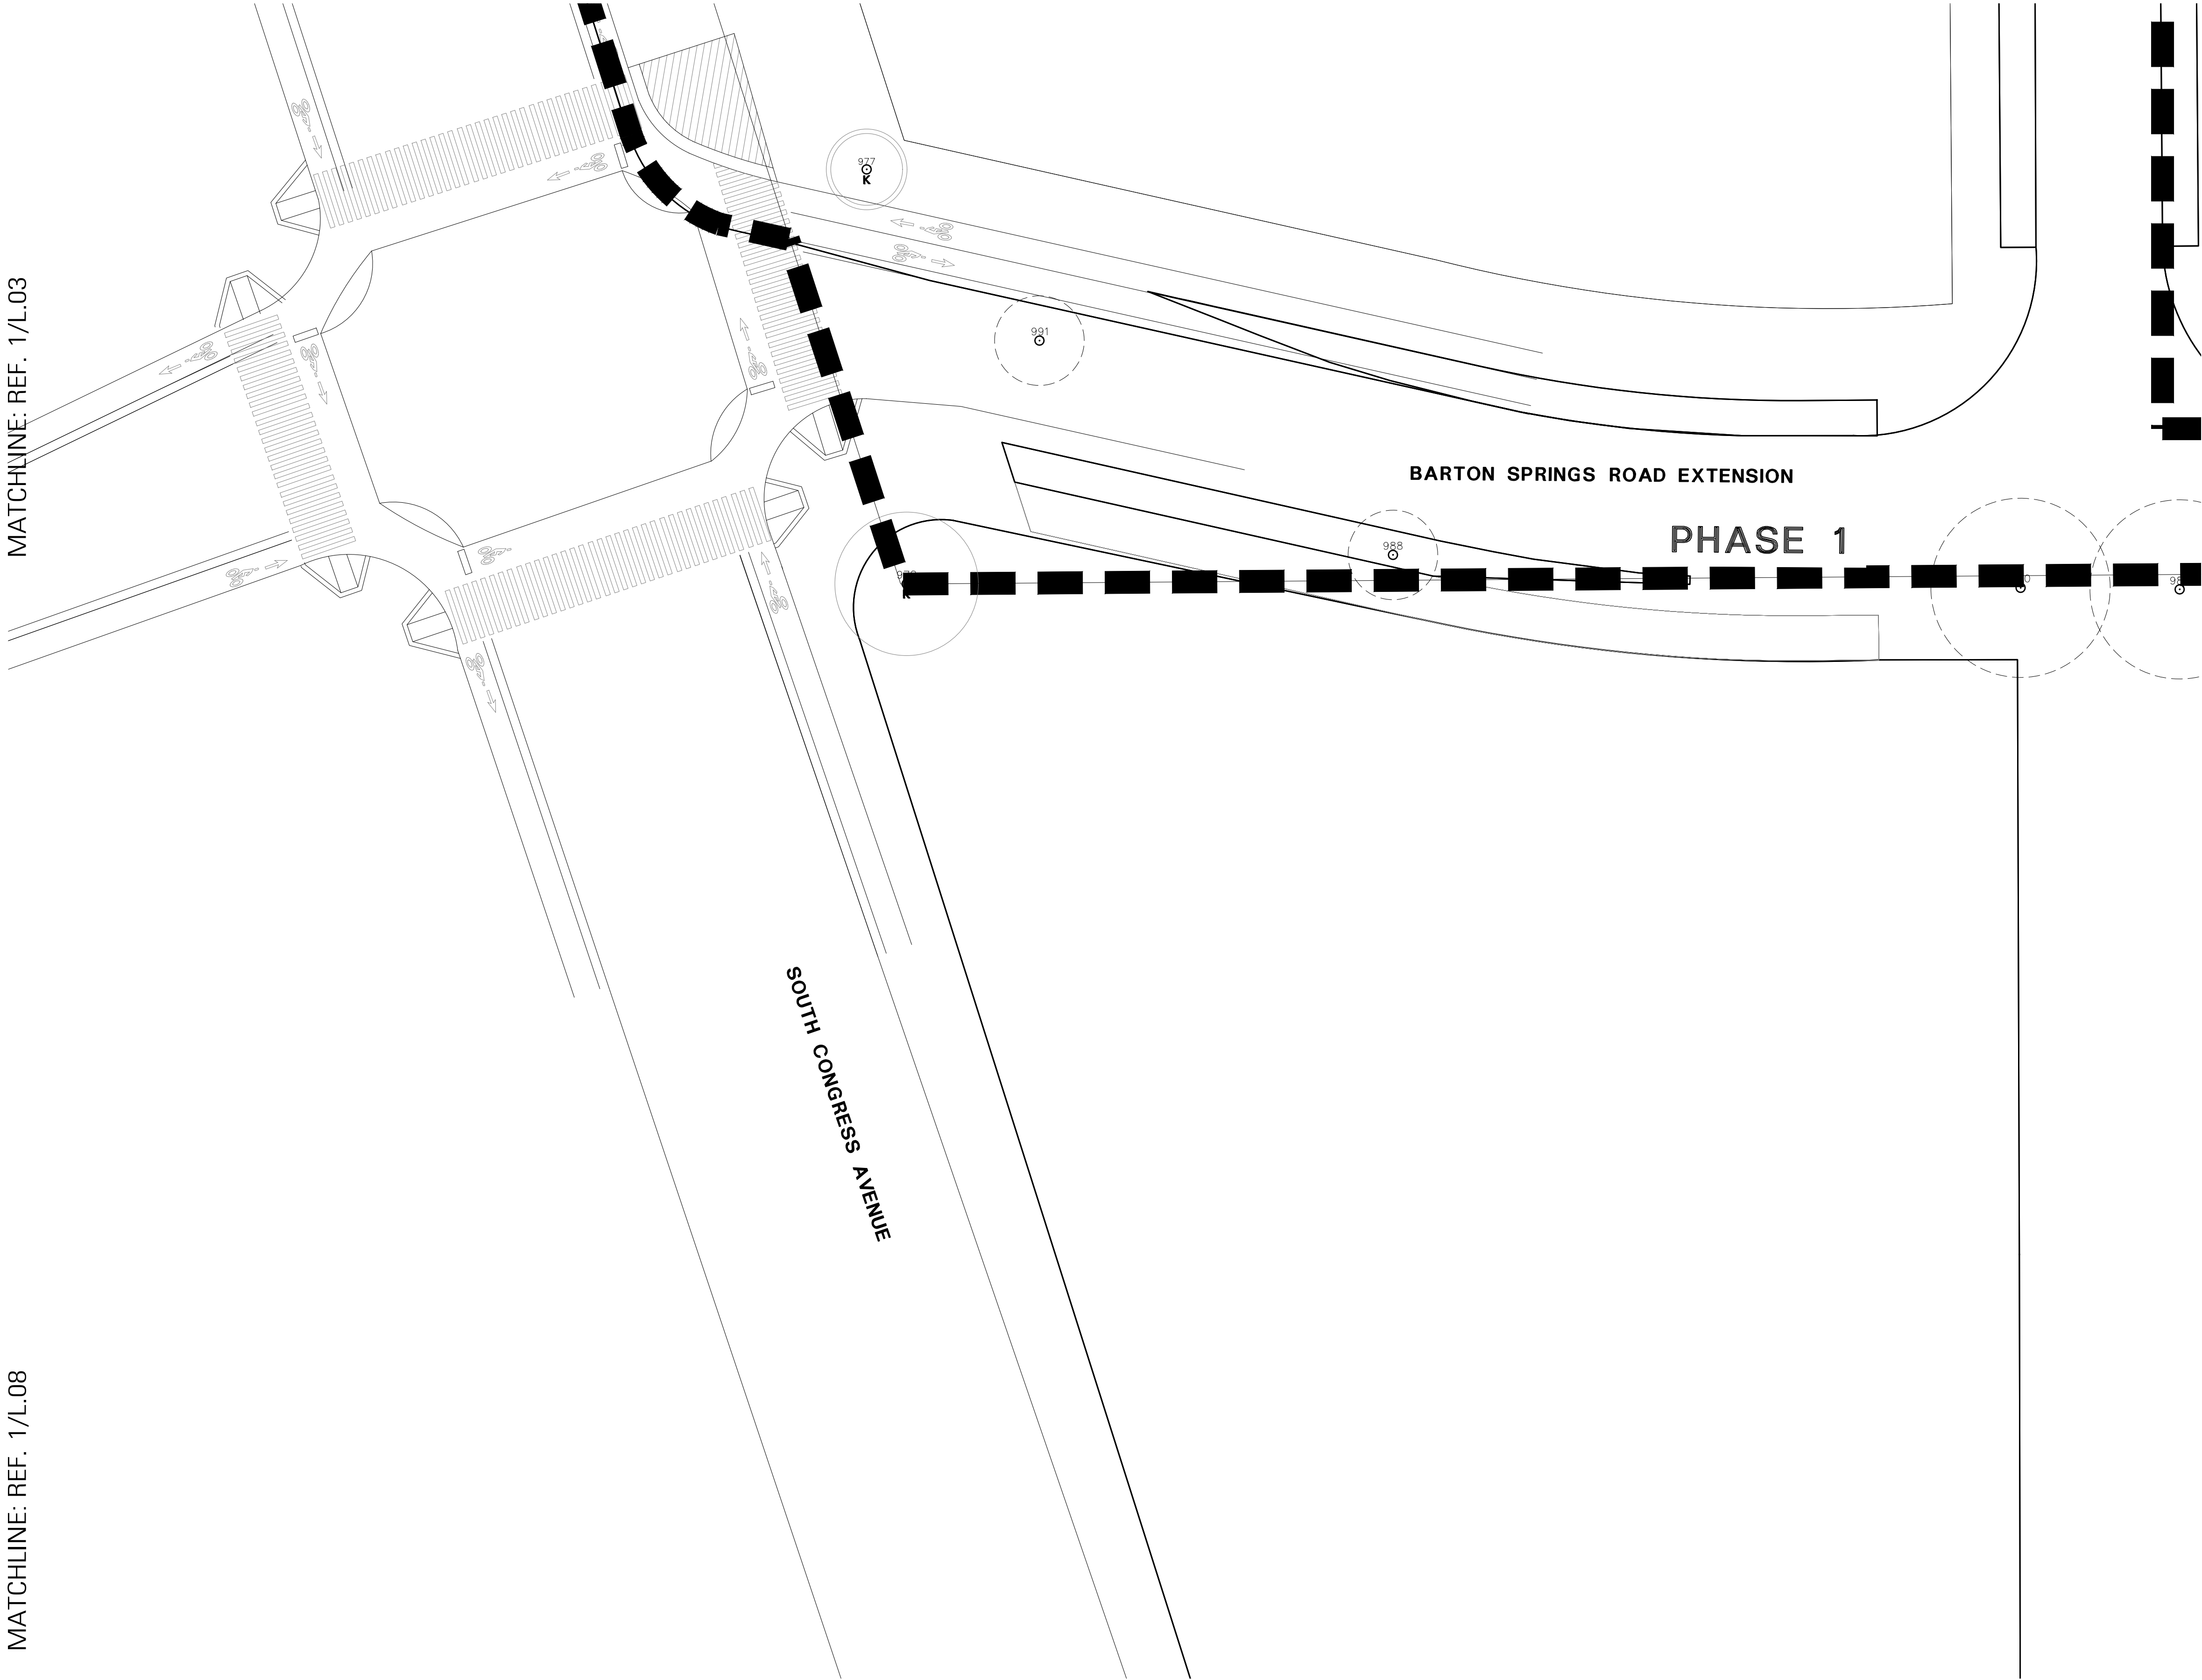 977
K
991
MATCHLINE: REF. 1/L.03
BARTON SPRINGS ROAD EXTENSION
PHASE 1
988
K
SOUTH CONGRESS AVENUE
MATCHLINE: REF. 1/L.08